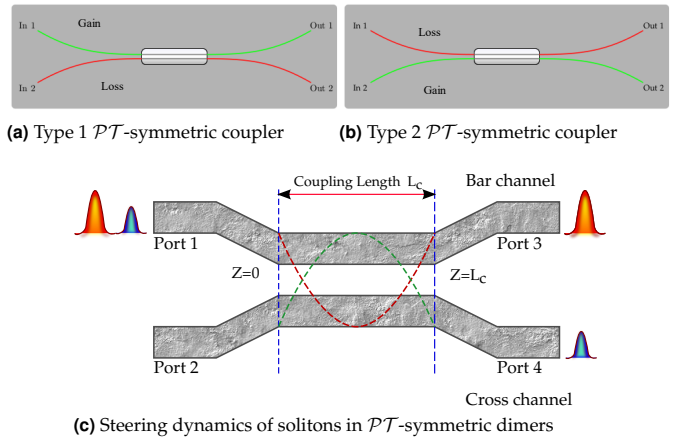 In 1 Gain Out 1 In 1 Loss Out 1
In 2 Loss Out 2 In 2 Gain Out 2
(a) Type 1 𝒫𝒯-symmetric coupler (b) Type 2 𝒫𝒯-symmetric coupler
Coupling Length L_C Bar channel
Port 1 Port 3
Z=0 Z=L_C
Port 2 Port 4
Cross channel
(c) Steering dynamics of solitons in 𝒫𝒯-symmetric dimers